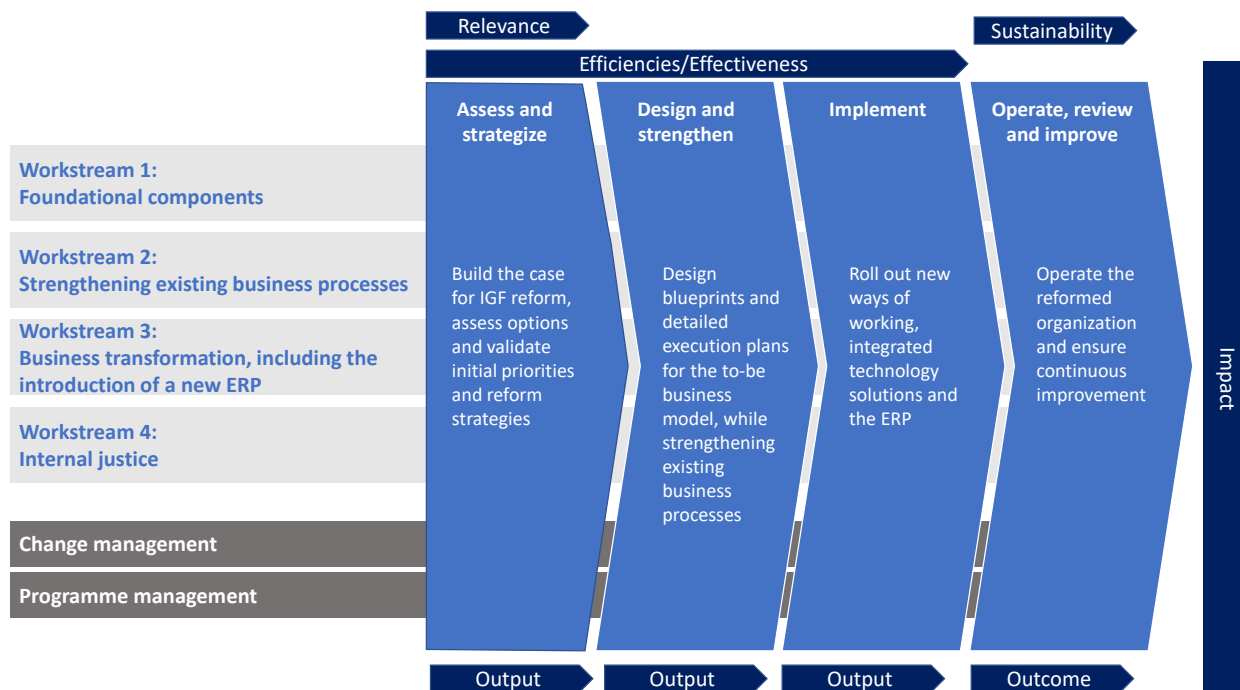 Relevance
Sustainability
Efficiencies/Effectiveness
Assess and
strategize
Design and
strengthen
Implement
Operate, review
and improve
Workstream 1:
Foundational components
Workstream 2:
Strengthening existing business processes
Workstream 3:
Business transformation, including the
introduction of a new ERP
Workstream 4:
Internal justice
Change management
Programme management
Build the case
for IGF reform,
assess options
and validate
initial priorities
and reform
strategies
Design
blueprints and
detailed
execution plans
for the to-be
business
model, while
strengthening
existing
business
processes
Roll out new
ways of
working,
integrated
technology
solutions and
the ERP
Operate the
reformed
organization
and ensure
continuous
improvement
Impact
Output
Output
Output
Outcome